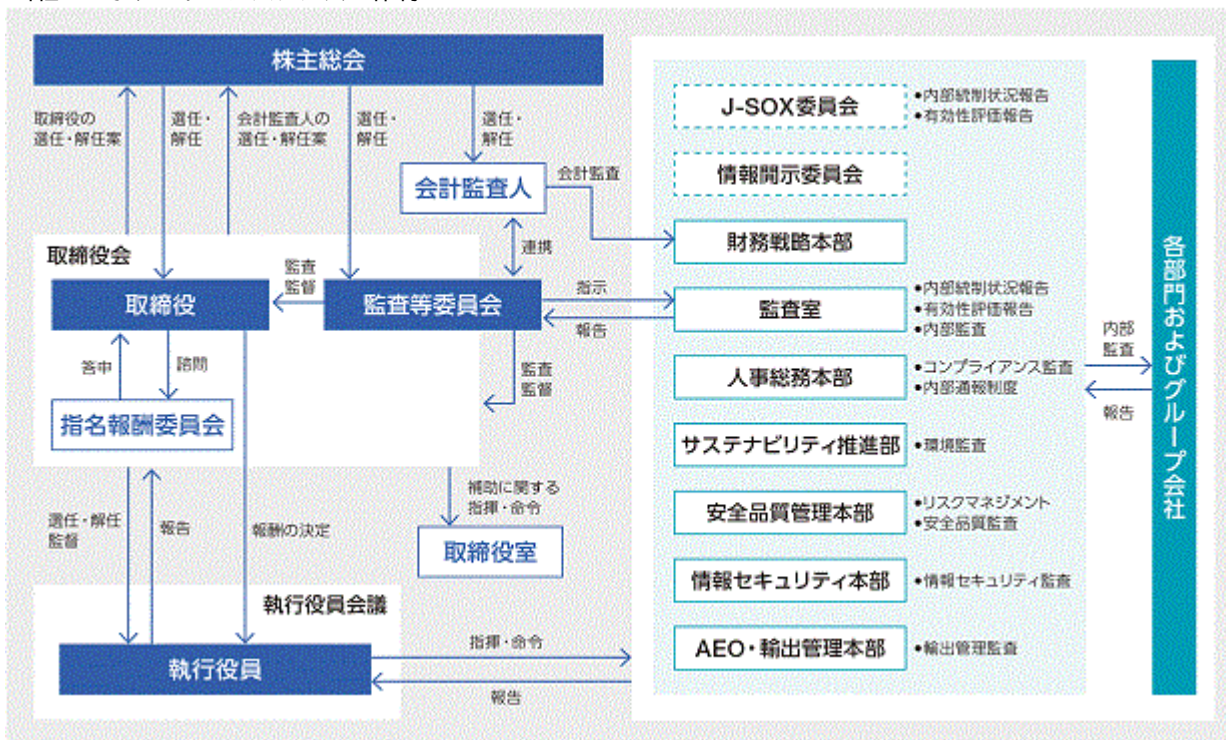 株主総会
取締役の
選任・解任案
選任・
解任
会計監査人の
選任・解任案
選任・
解任
選任・
解任
会計監査人
会計監査
連携
取締役会
取締役
監査
監督
監査等委員会
指示
報告
答申
諮問
監査
監督
指名報酬委員会
選任・解任
監督
報告
報酬の決定
補助に関する
指揮・命令
取締役室
執行役員会議
執行役員
指揮・命令
報告
J-SOX委員会
•内部統制状況報告
•有効性評価報告
情報開示委員会
財務戦略本部
監査室
•内部統制状況報告
•有効性評価報告
•内部監査
人事総務本部
•コンプライアンス監査
•内部通報制度
サステナビリティ推進部
•環境監査
安全品質管理本部
•リスクマネジメント
•安全品質監査
情報セキュリティ本部
•情報セキュリティ監査
AEO・輸出管理本部
•輸出管理監査
内部
監査
報告
各部門およびグループ会社